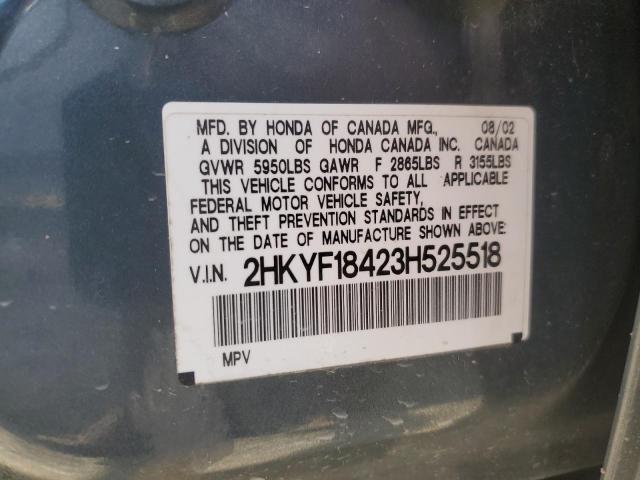 MFD. BY HONDA OF CANADA MFG., 08/02
A DIVISION OF HONDA CANADA INC. CANADA
GVWR 5950LBS GAWR F 2865LBS R 3155LBS
THIS VEHICLE CONFORMS TO ALL APPLICABLE
FEDERAL MOTOR VEHICLE SAFETY,
AND THEFT PREVENTION STANDARDS IN EFFECT
ON THE DATE OF MANUFACTURE SHOWN ABOVE:
V.I.N. 2HKYF18423H525518
MPV